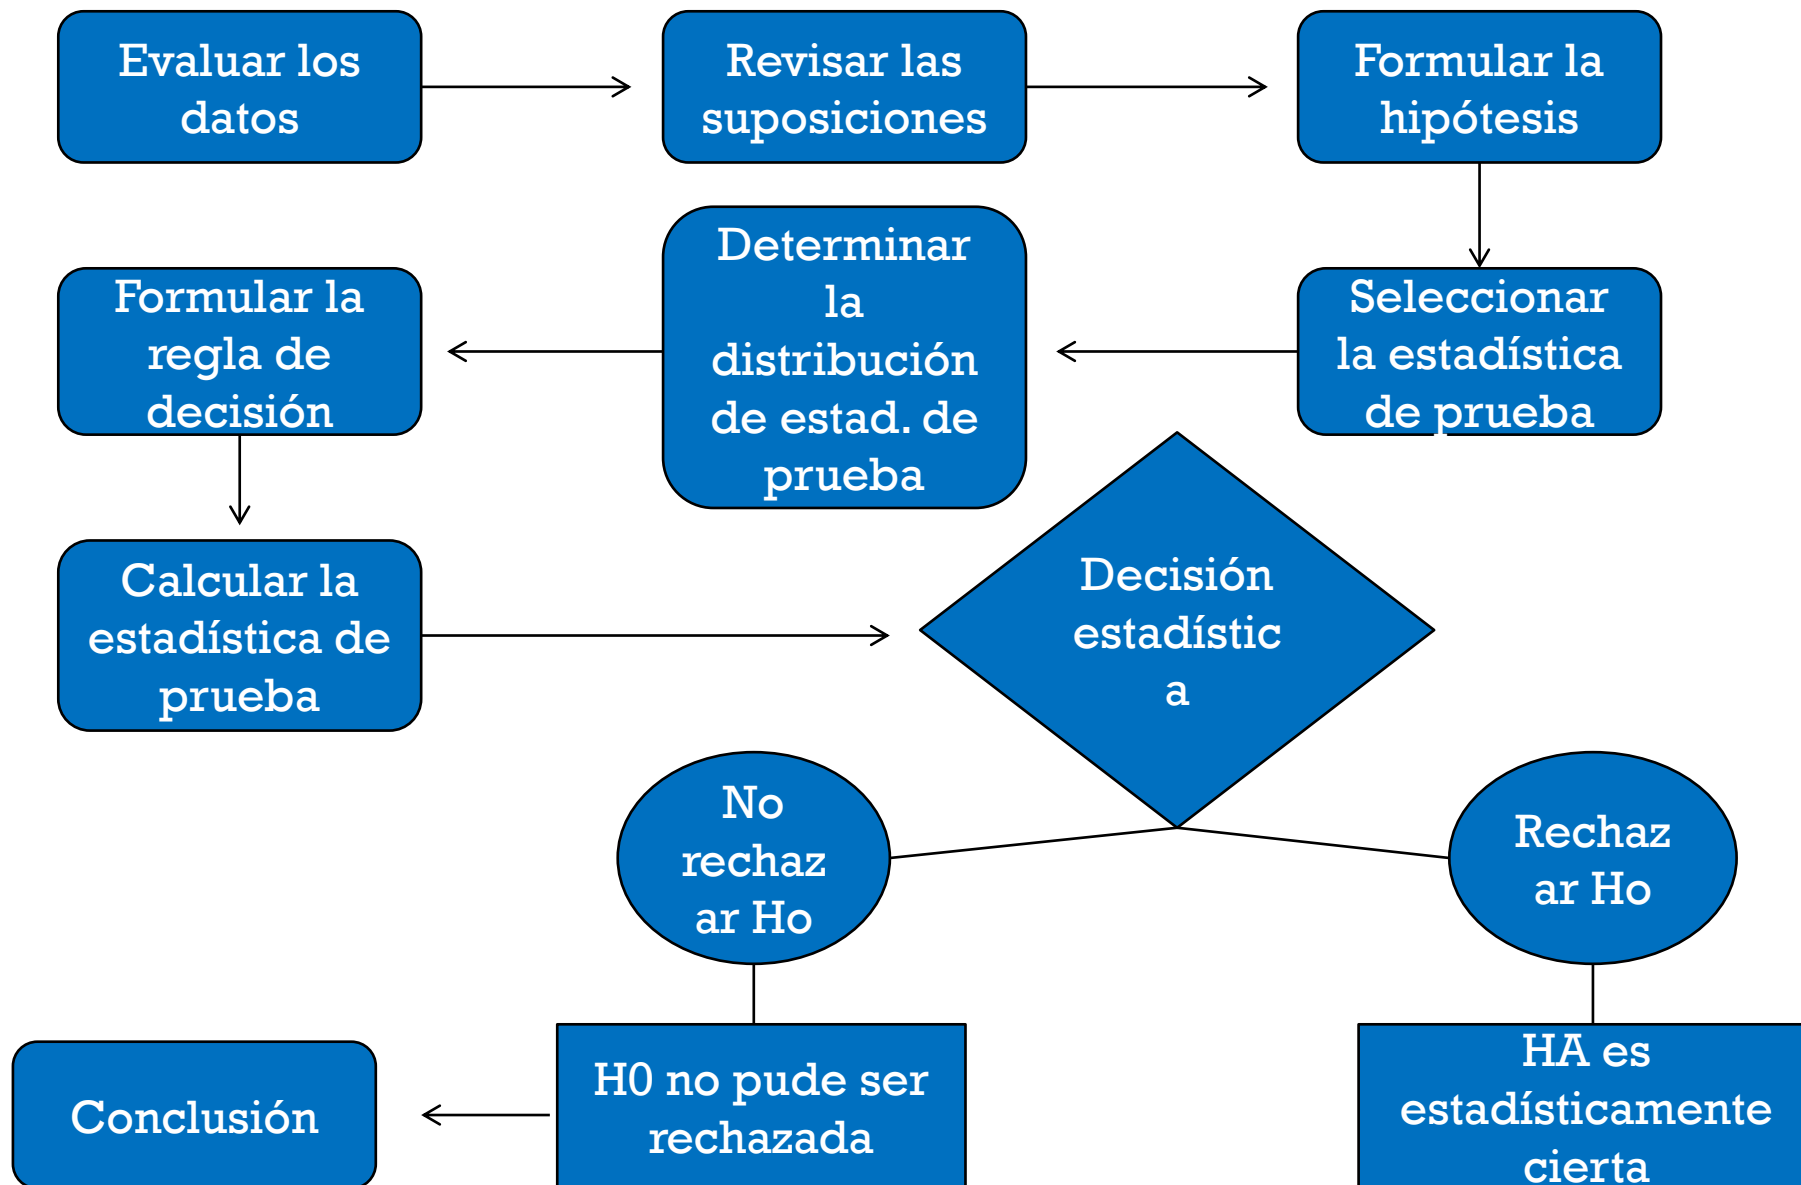 Evaluar los
datos
Revisar las
suposiciones
Formular la
hipótesis
Seleccionar
la estadística
de prueba
Determinar
la
distribución
de estad. de
prueba
Formular la
regla de
decisión
Calcular la
estadística de
prueba
Decisión
estadístic
a
No
rechaz
ar Ho
Rechaz
ar Ho
H0 no pude ser
rechazada
HA es
estadísticamente
cierta
Conclusión